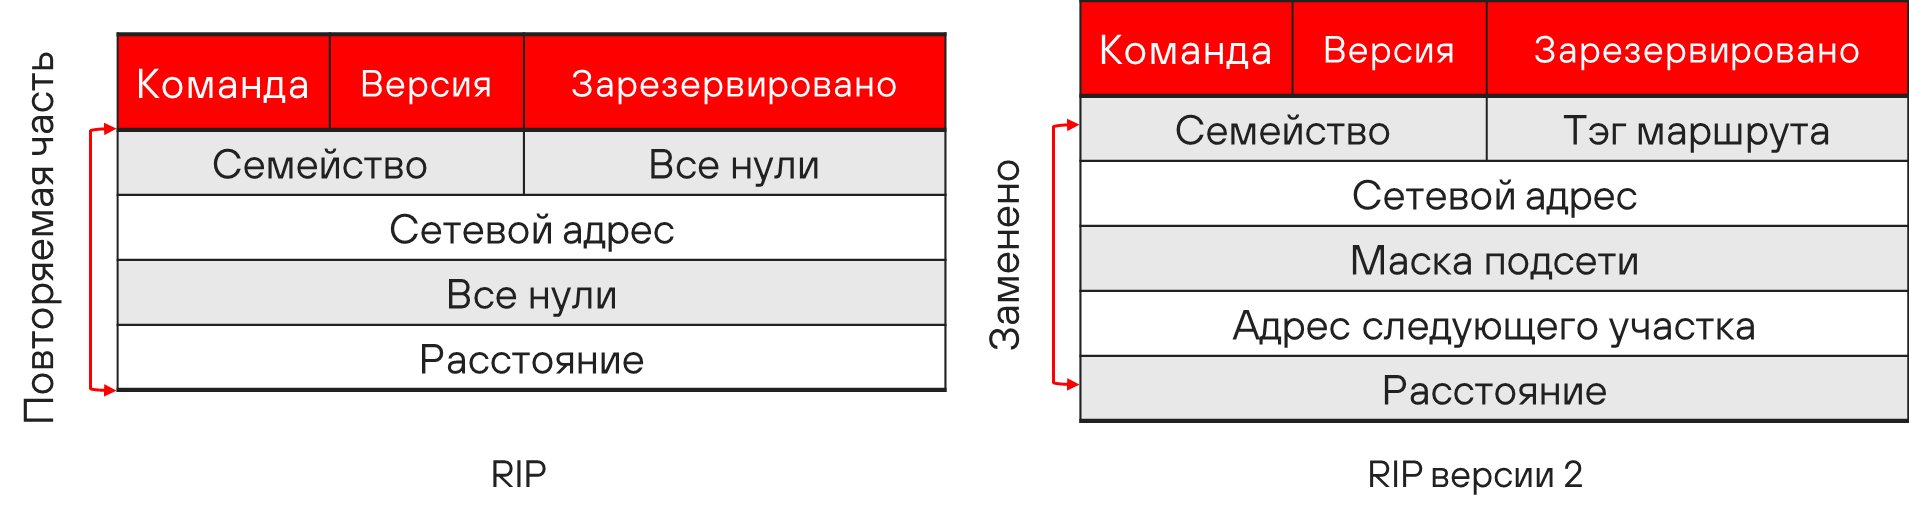 Повторяемая часть
Команда
Версия
Зарезервировано
Семейство
Все нули
Сетевой адрес
Все нули
Расстояние
RIP
Заменено
Команда
Версия
Зарезервировано
Семейство
Тэг маршрута
Сетевой адрес
Маска подсети
Адрес следующего участка
Расстояние
RIP версии 2